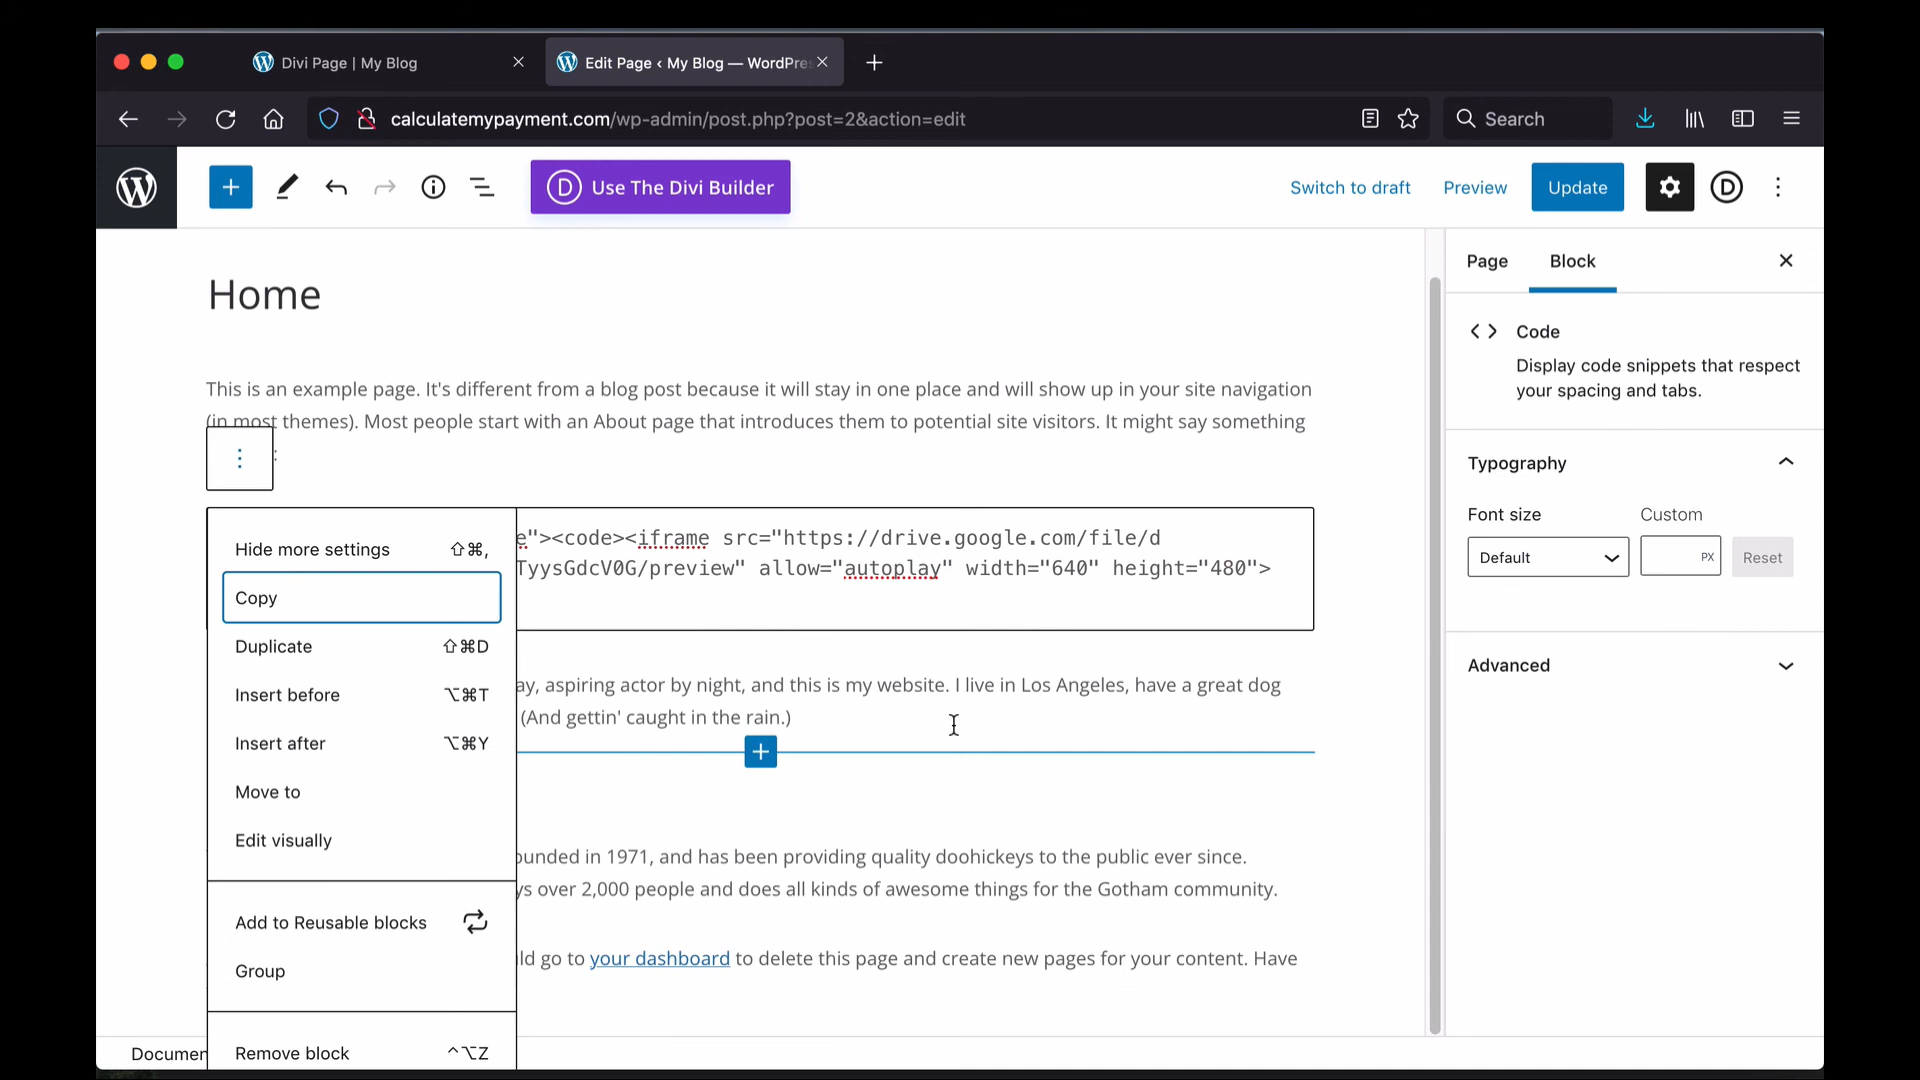 Divi Page | My Blog
Edit Page ‹ My Blog — WordPre
calculatemypayment.com/wp-admin/post.php?post=2&action=edit
Search
Use The Divi Builder
Switch to draft
Preview
Update
Home
This is an example page. It's different from a blog post because it will stay in one place and will show up in your site navigation
(in most themes). Most people start with an About page that introduces them to potential site visitors. It might say something
:
e"><code><iframe src="https://drive.google.com/file/d
TyysGdcV0G/preview" allow="autoplay" width="640" height="480">
ay, aspiring actor by night, and this is my website. I live in Los Angeles, have a great dog
(And gettin' caught in the rain.)
ounded in 1971, and has been providing quality doohickeys to the public ever since.
ys over 2,000 people and does all kinds of awesome things for the Gotham community.
ld go to your dashboard to delete this page and create new pages for your content. Have
Hide more settings ⇧⌘,
Copy
Duplicate ⇧⌘D
Insert before ⌥⌘T
Insert after ⌥⌘Y
Move to
Edit visually
Add to Reusable blocks
Group
Remove block ^⌥Z
Documen
Page
Block
Code
Display code snippets that respect
your spacing and tabs.
Typography
Font size
Custom
Default
PX
Reset
Advanced